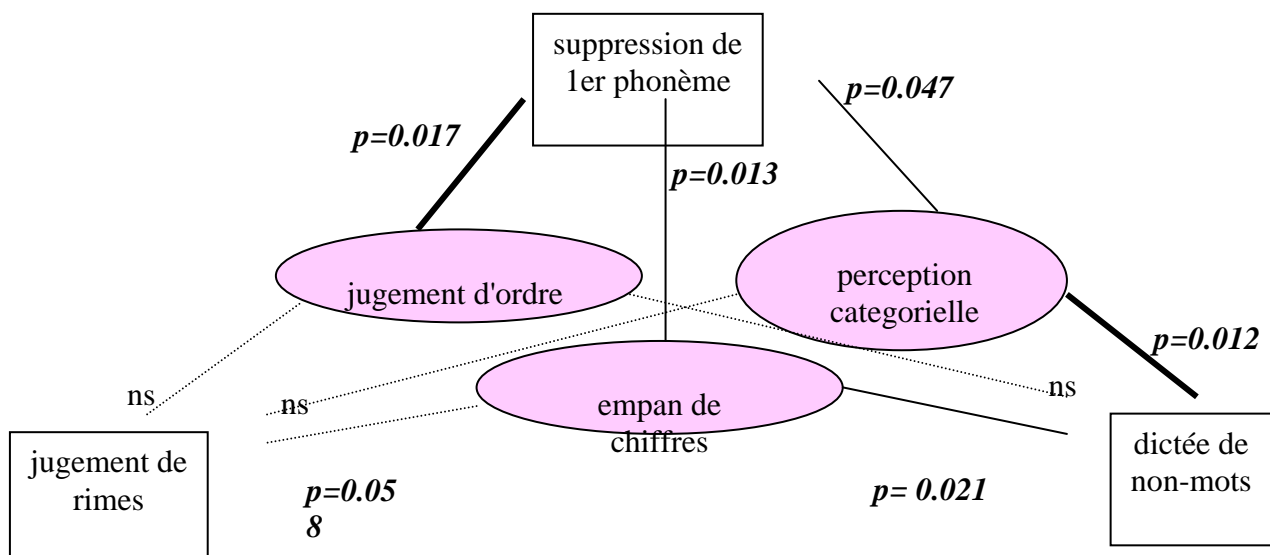 suppression de
1er phonème
p=0.047
p=0.017
p=0.013
jugement d'ordre
perception
categorielle
p=0.012
ns
ns
ns
empan de
chiffres
jugement de
rimes
p=0.05
8
p= 0.021
dictée de
non-mots